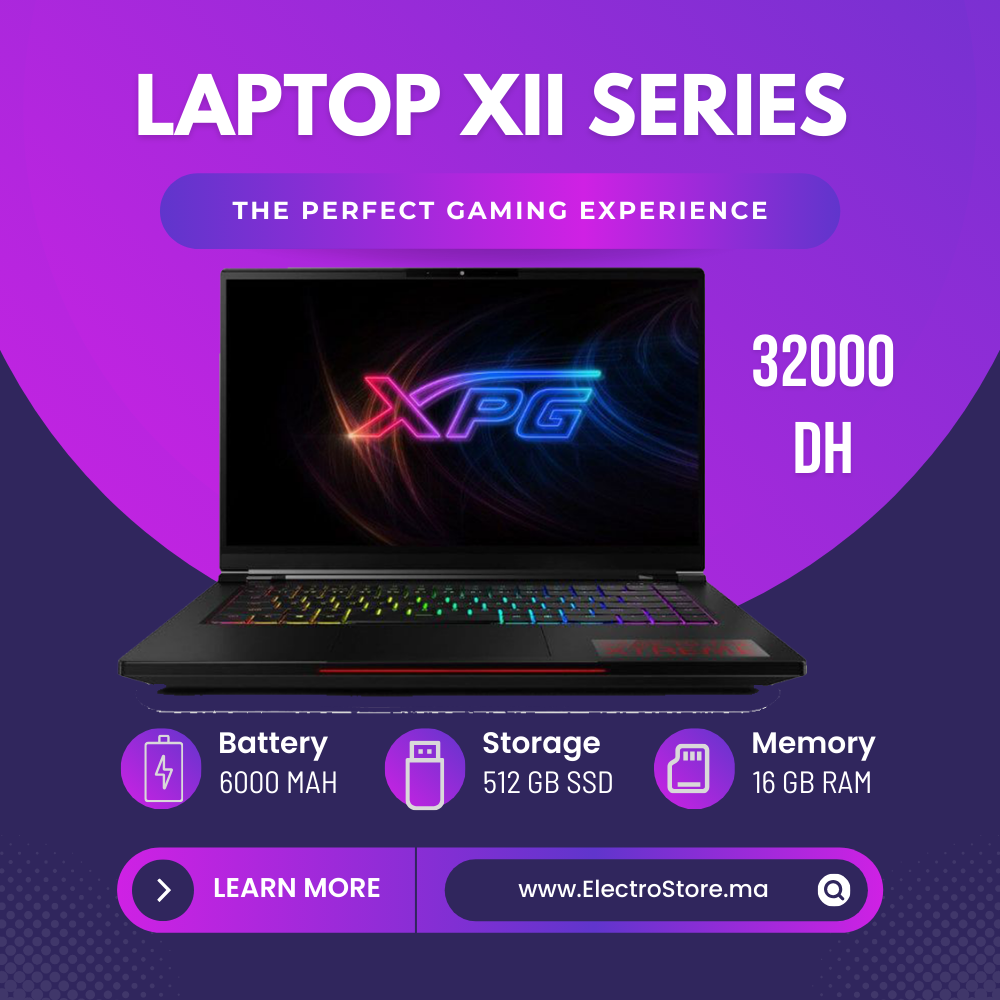 LAPTOP XII SERIES
THE PERFECT GAMING EXPERIENCE
XPG
32000
DH
Battery
6000 MAH
Storage
512 GB SSD
Memory
16 GB RAM
LEARN MORE
www.ElectroStore.ma